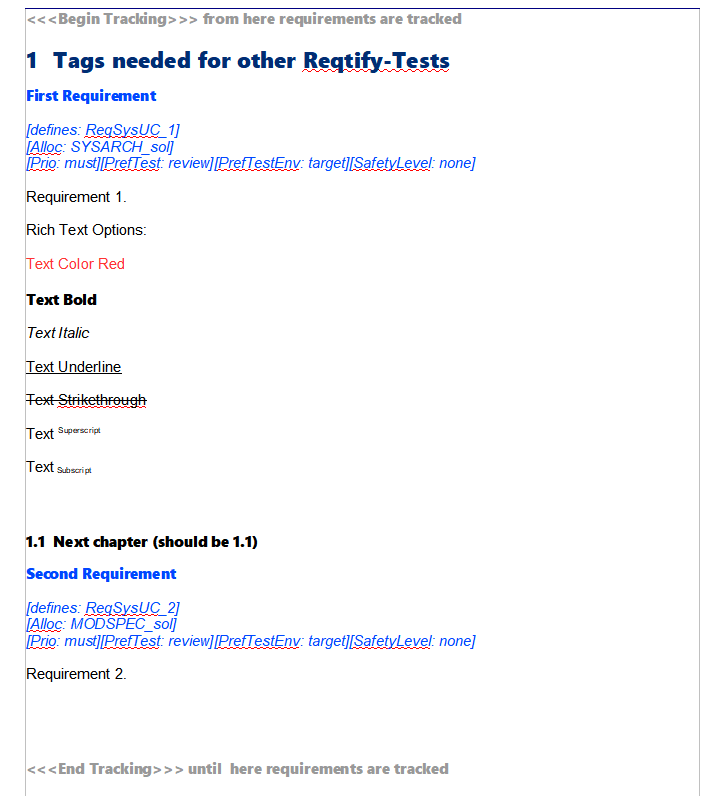 <<<Begin Tracking>>> from here requirements are tracked
1 Tags needed for other Reqtify-Tests
First Requirement
[defines: ReqSysUC_1]
[Alloc: SYSARCH_sol]
[Prio: must][PrefTest: review][PrefTestEnv: target][SafetyLevel: none]
Requirement 1.
Rich Text Options:
Text Color Red
Text Bold
Text Italic
Text Underline
Text Strikethrough
Text Superscript
Text Subscript
1.1 Next chapter (should be 1.1)
Second Requirement
[defines: ReqSysUC_2]
[Alloc: MODSPEC_sol]
[Prio: must][PrefTest: review][PrefTestEnv: target][SafetyLevel: none]
Requirement 2.
<<<End Tracking>>> until here requirements are tracked